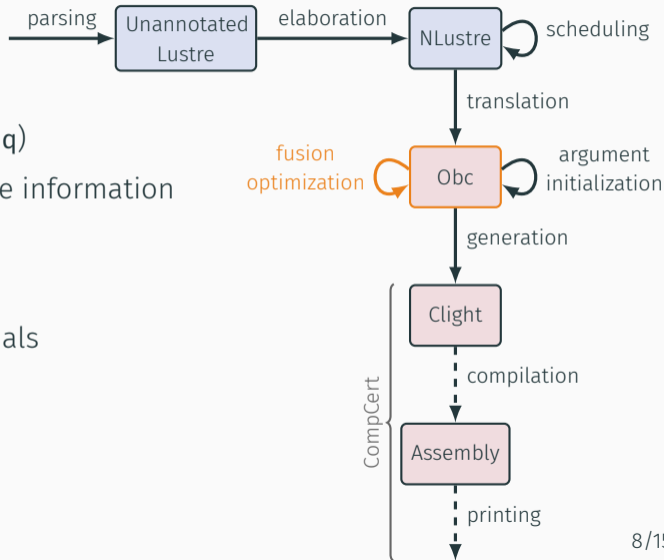 parsing
Unannotated
Lustre
elaboration
NLustre
scheduling
translation
q)
e information
fusion
optimization
Obc
argument
initialization
generation
als
Clight
CompCert
compilation
Assembly
printing
8/15